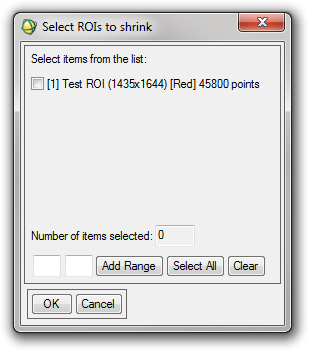 Select ROIs to shrink
Select items from the list:
[1] Test ROI (1435x1644) [Red] 45800 points
Number of items selected: 0
Add Range Select All Clear
OK Cancel